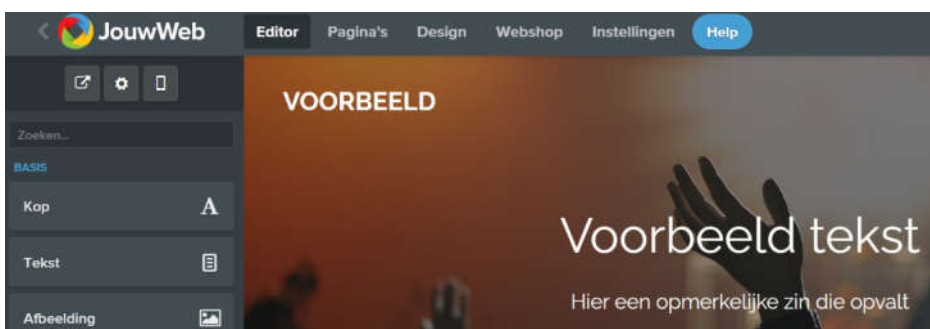 JouwWeb
Editor Pagina's Design Webshop Instellingen Help
Zoeken...
BASIS
Kop
Tekst
Afbeelding
VOORBEELD
Voorbeeld tekst
Hier een opmerkelijke zin die opvalt